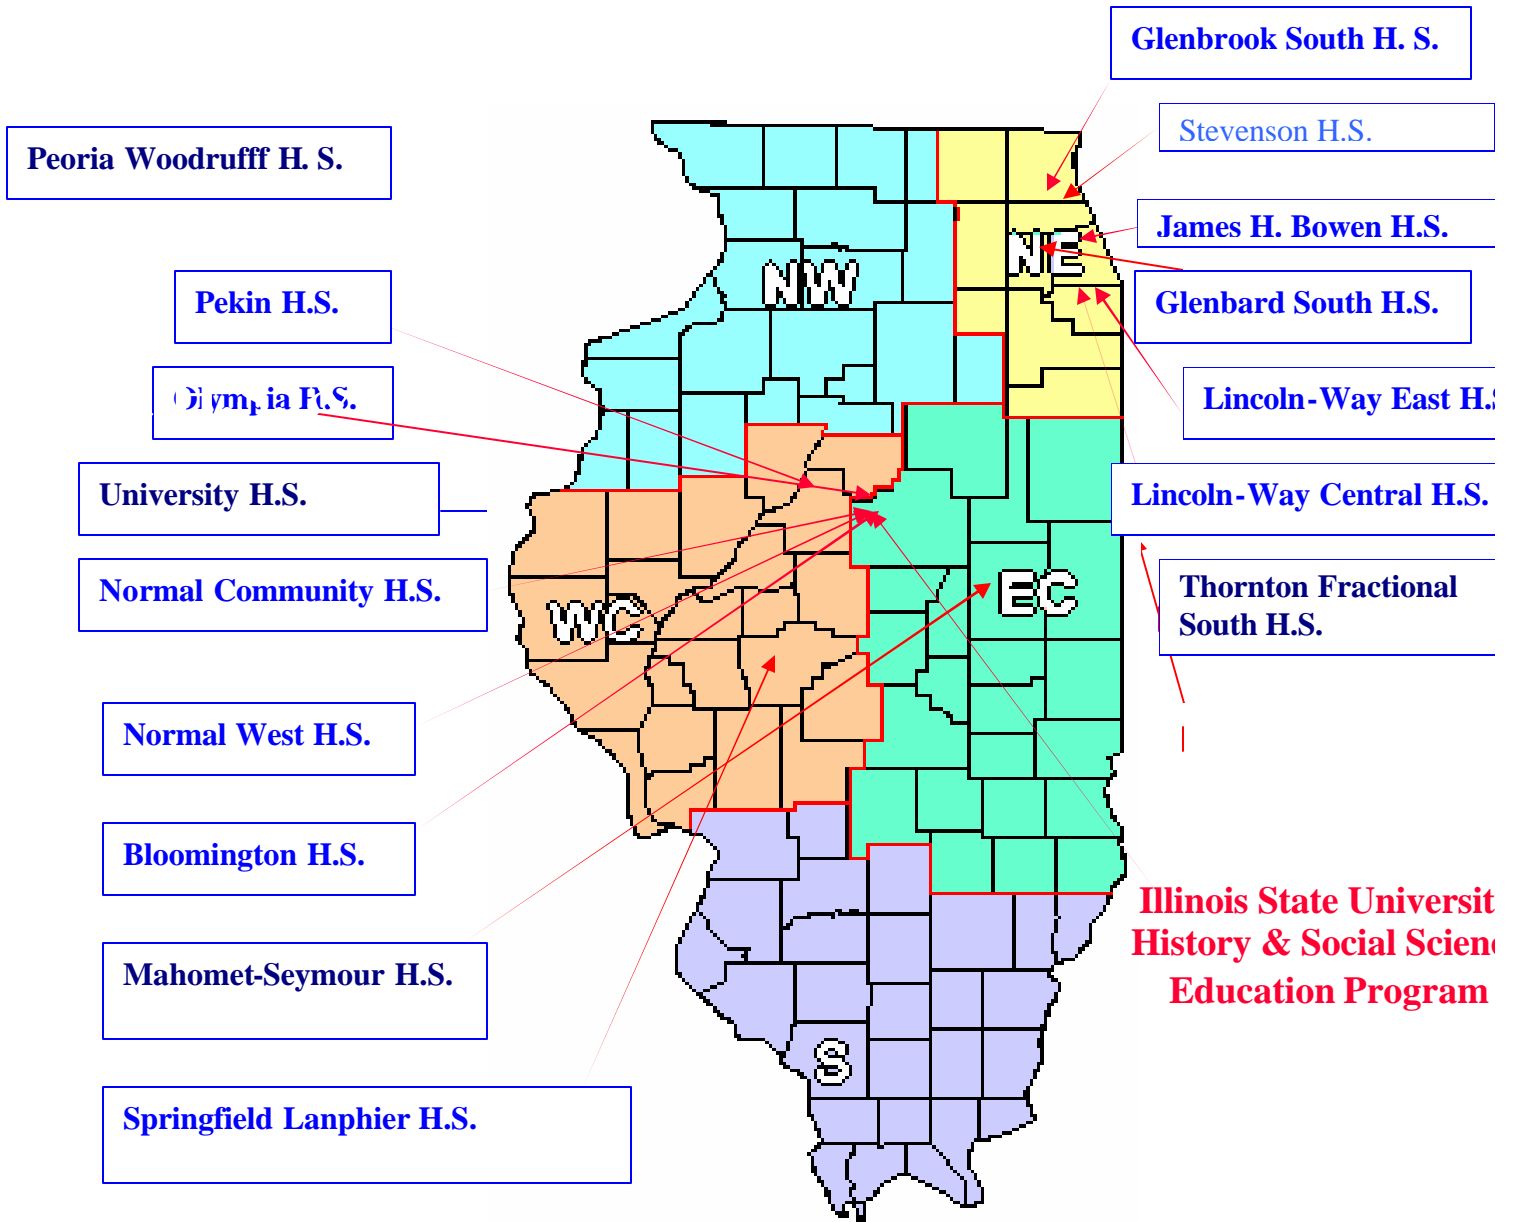 Glenbrook South H. S.
Stevenson H.S.
Peoria Woodrufff H. S.
James H. Bowen H.S.
NE
NW
Pekin H.S.
Glenbard South H.S.
Olympia H.S.
Lincoln-Way East H.S
University H.S.
Lincoln-Way Central H.S.
Normal Community H.S.
EC
Thornton Fractional
South H.S.
WC
Normal West H.S.
Bloomington H.S.
Illinois State Universit
History & Social Scienc
Education Program
Mahomet-Seymour H.S.
S
Springfield Lanphier H.S.